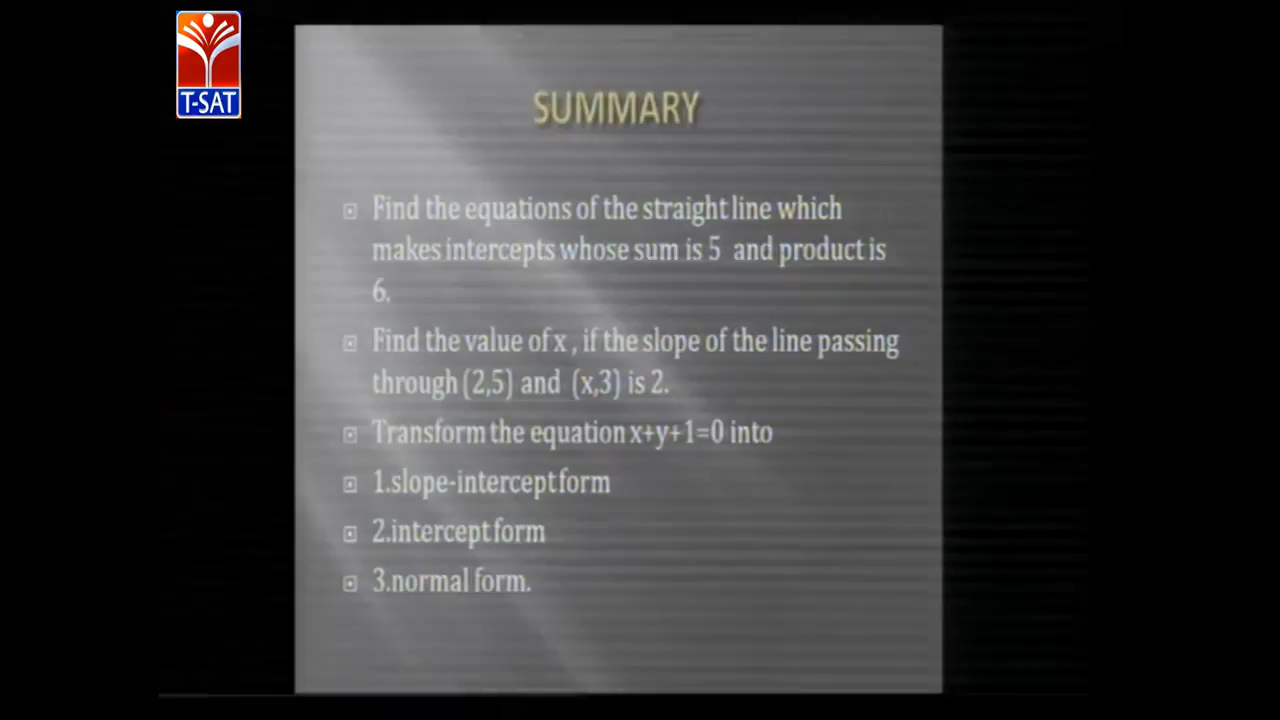 T-SAT
SUMMARY
Find the equations of the straight line which
makes intercepts whose sum is 5 and product is
6.
Find the value of x , if the slope of the line passing
through (2,5) and (x,3) is 2.
Transform the equation x+y+1=0 into
1.slope-intercept form
2.intercept form
3.normal form.